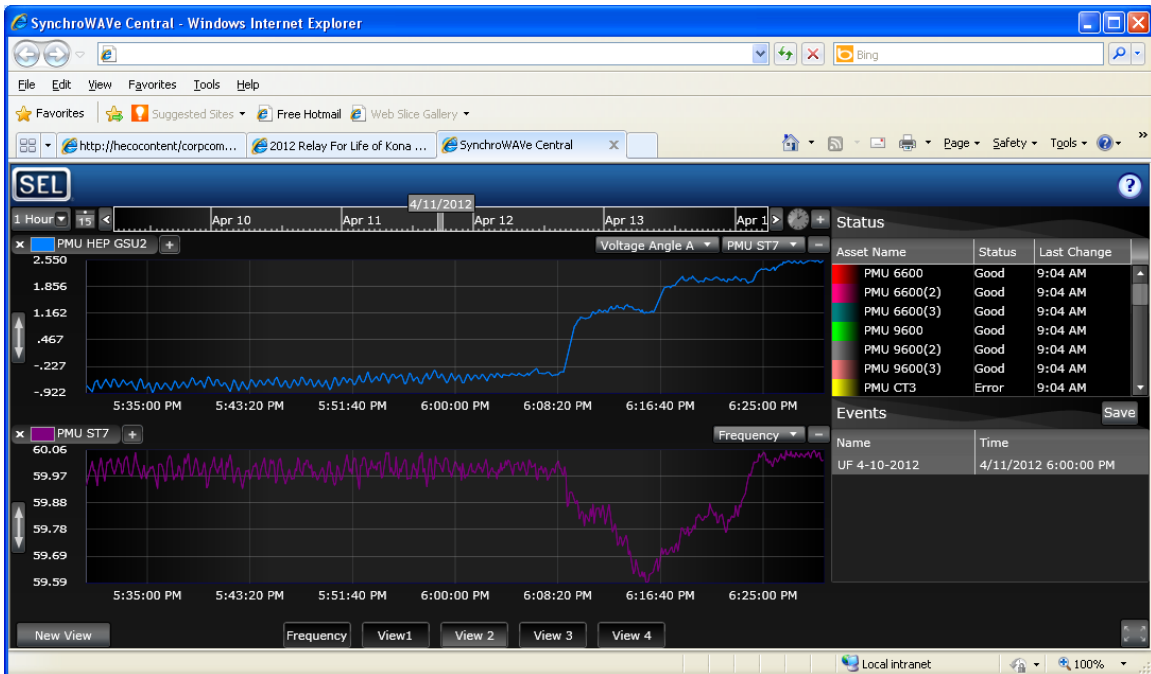 SynchroWAVe Central - Windows Internet Explorer
Bing
File Edit View Favorites Tools Help
Favorites Suggested Sites Free Hotmail Web Slice Gallery
http://hecocontent/corpcom... 2012 Relay For Life of Kona ... SynchroWAVe Central x Page Safety Tools »
SEL ?
4/11/2012
1 Hour 15 < Apr 10 Apr 11 Apr 12 Apr 13 Apr 1 > +
x PMU HEP GSU2 + Voltage Angle A PMU ST7 −
2.550
1.856
1.162
.467
-.227
-.922
5:35:00 PM 5:43:20 PM 5:51:40 PM 6:00:00 PM 6:08:20 PM 6:16:40 PM 6:25:00 PM
x PMU ST7 + Frequency −
60.06
59.97
59.88
59.78
59.69
59.59
5:35:00 PM 5:43:20 PM 5:51:40 PM 6:00:00 PM 6:08:20 PM 6:16:40 PM 6:25:00 PM
Status
Asset Name Status Last Change
PMU 6600 Good 9:04 AM
PMU 6600(2) Good 9:04 AM
PMU 6600(3) Good 9:04 AM
PMU 9600 Good 9:04 AM
PMU 9600(2) Good 9:04 AM
PMU 9600(3) Good 9:04 AM
PMU CT3 Error 9:04 AM
Events Save
Name Time
UF 4-10-2012 4/11/2012 6:00:00 PM
New View Frequency View1 View 2 View 3 View 4
Local intranet 100%